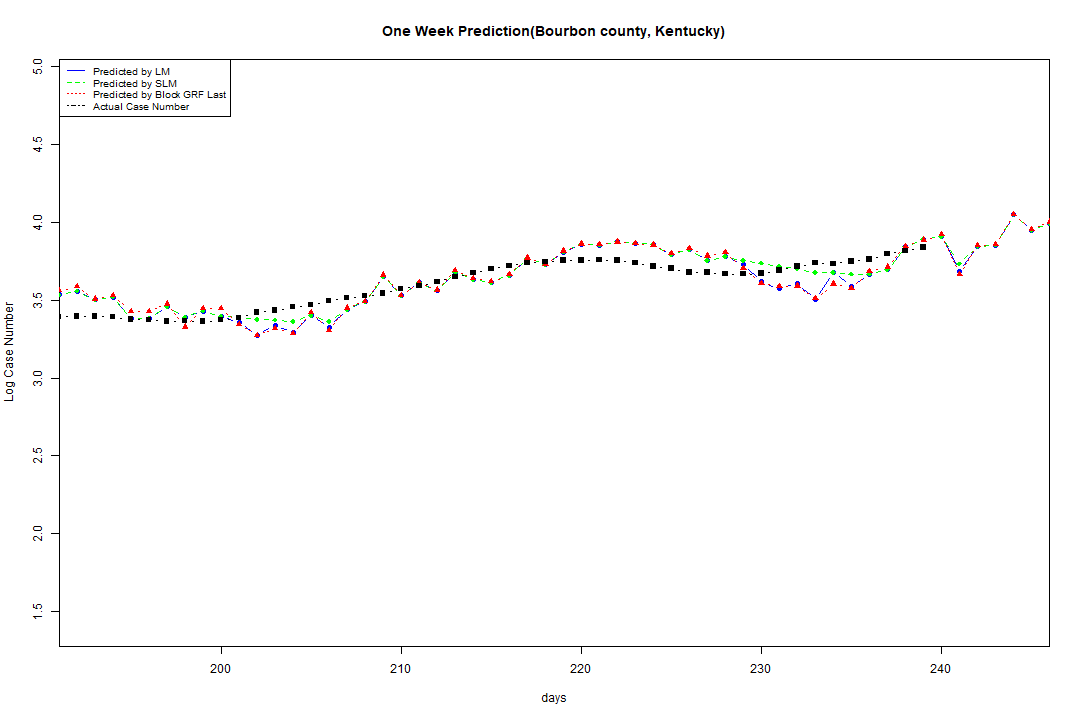 One Week Prediction(Bourbon county, Kentucky)
Predicted by LM
Predicted by SLM
Predicted by Block GRF Last
Actual Case Number
5.0
4.5
4.0
3.5
3.0
2.5
2.0
1.5
Log Case Number
200 210 220 230 240
days